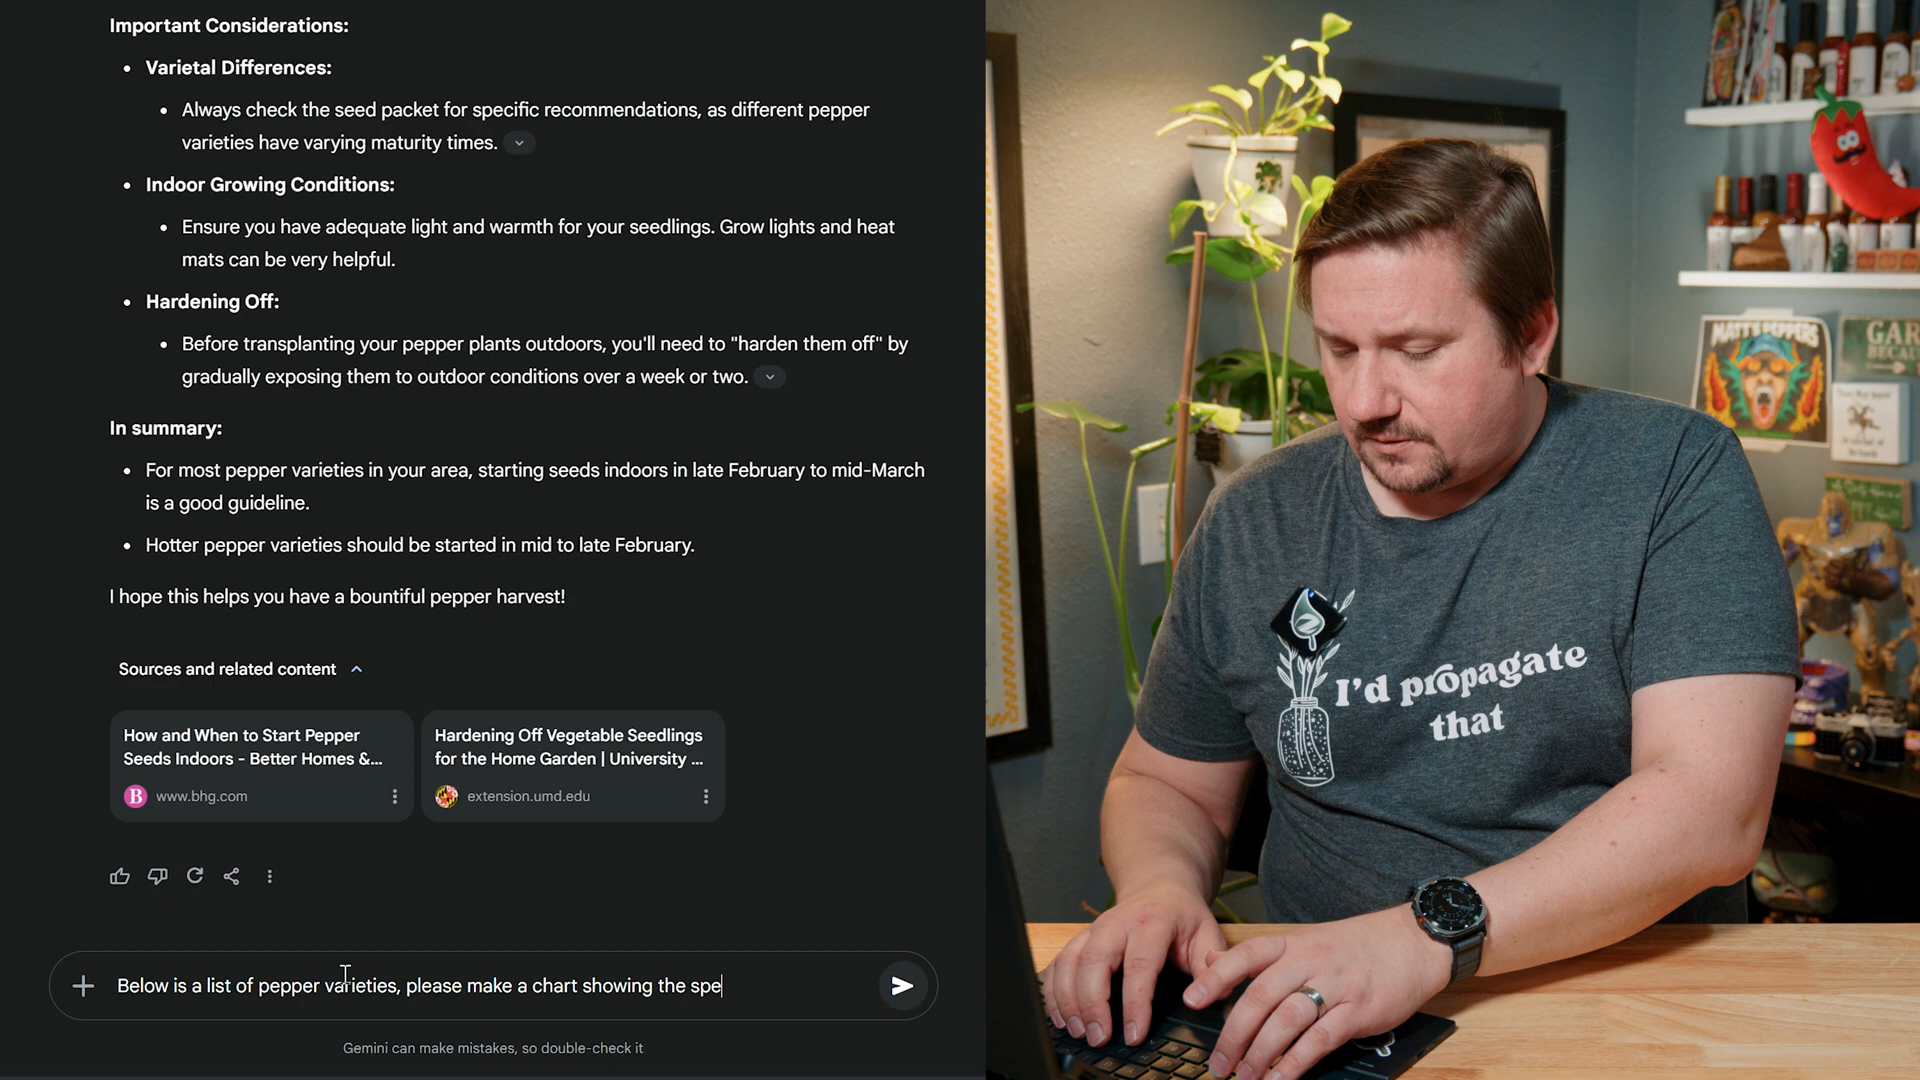 Important Considerations:
Varietal Differences:
Always check the seed packet for specific recommendations, as different pepper
varieties have varying maturity times.
Indoor Growing Conditions:
Ensure you have adequate light and warmth for your seedlings. Grow lights and heat
mats can be very helpful.
Hardening Off:
Before transplanting your pepper plants outdoors, you'll need to "harden them off" by
gradually exposing them to outdoor conditions over a week or two.
In summary:
For most pepper varieties in your area, starting seeds indoors in late February to mid-March
is a good guideline.
Hotter pepper varieties should be started in mid to late February.
I hope this helps you have a bountiful pepper harvest!
Sources and related content
How and When to Start Pepper
Seeds Indoors - Better Homes &...
B www.bhg.com
Hardening Off Vegetable Seedlings
for the Home Garden | University ...
extension.umd.edu
Below is a list of pepper varieties, please make a chart showing the spe
Gemini can make mistakes, so double-check it
I'd propagate
that
MATT'S PEPPERS
GAR
BECAU